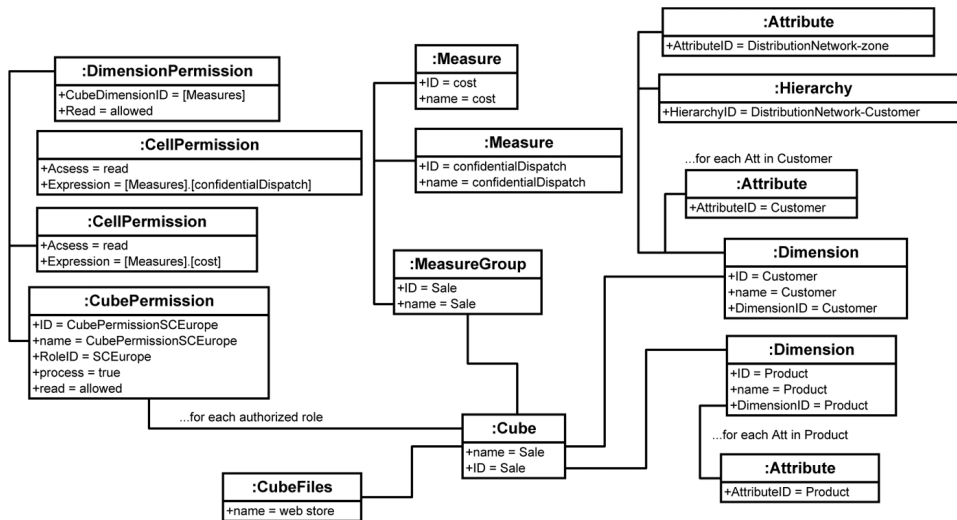 :DimensionPermission
+CubeDimensionID = [Measures]
+Read = allowed
:CellPermission
+Acsess = read
+Expression = [Measures].[confidentialDispatch]
:CellPermission
+Acsess = read
+Expression = [Measures].[cost]
:CubePermission
+ID = CubePermissionSCEurope
+name = CubePermissionSCEurope
+RoleID = SCEurope
+process = true
+read = allowed
...for each authorized role
:Measure
+ID = cost
+name = cost
:Measure
+ID = confidentialDispatch
+name = confidentialDispatch
:MeasureGroup
+ID = Sale
+name = Sale
:Cube
+name = Sale
+ID = Sale
:CubeFiles
+name = web store
:Attribute
+AttributeID = DistributionNetwork-zone
:Hierarchy
+HierarchyID = DistributionNetwork-Customer
...for each Att in Customer
:Attribute
+AttributeID = Customer
:Dimension
+ID = Customer
+name = Customer
+DimensionID = Customer
:Dimension
+ID = Product
+name = Product
+DimensionID = Product
...for each Att in Product
:Attribute
+AttributeID = Product